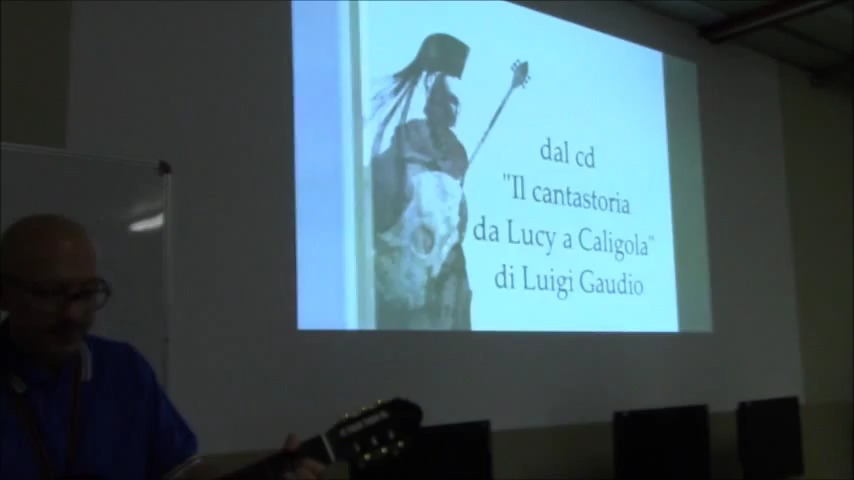 dal cd
"Il cantastoria
da Lucy a Caligola"
di Luigi Gaudio